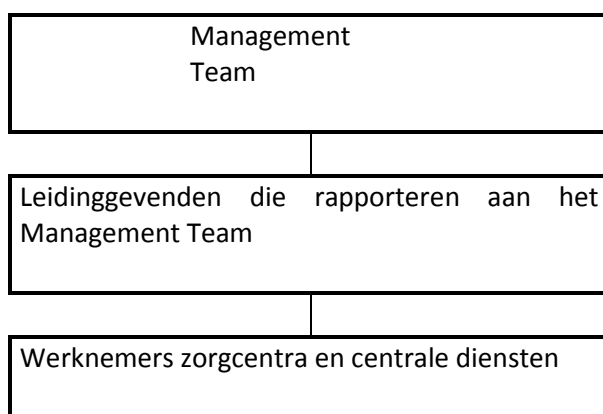 Management
Team
Leidinggevenden die rapporteren aan het
Management Team
Werknemers zorgcentra en centrale diensten